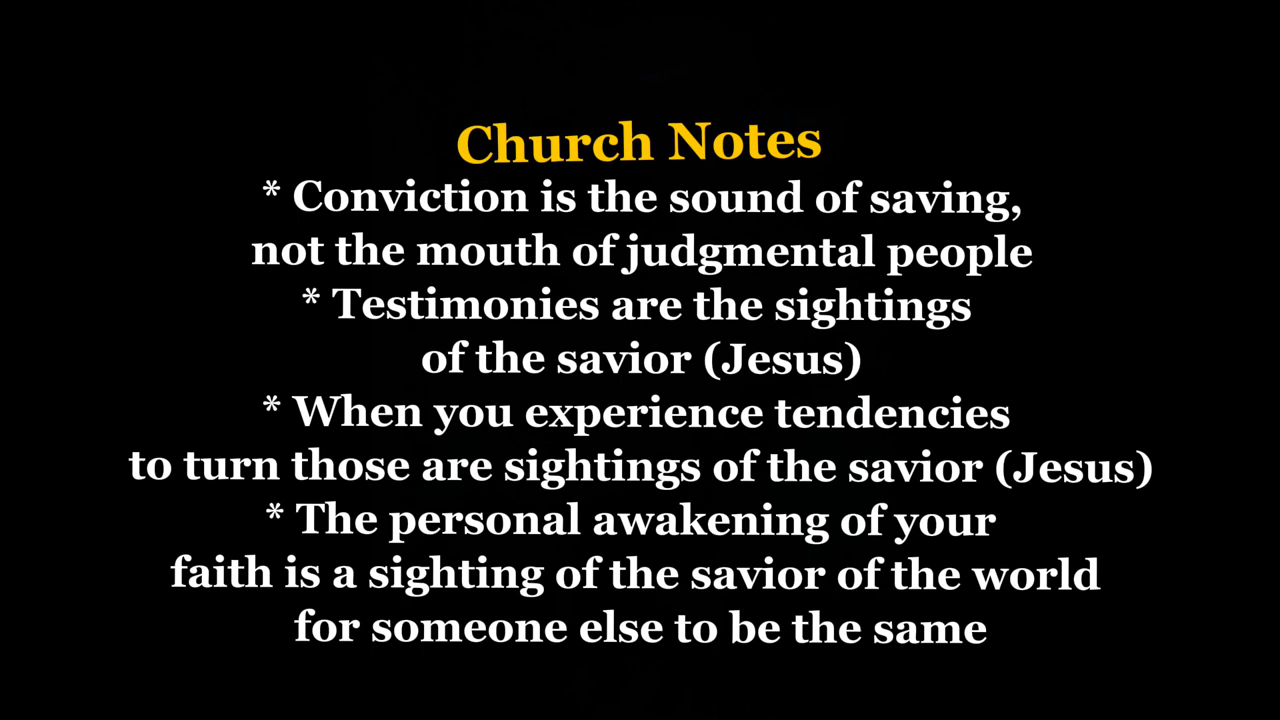 Church Notes
* Conviction is the sound of saving,
not the mouth of judgmental people
* Testimonies are the sightings
of the savior (Jesus)
* When you experience tendencies
to turn those are sightings of the savior (Jesus)
* The personal awakening of your
faith is a sighting of the savior of the world
for someone else to be the same